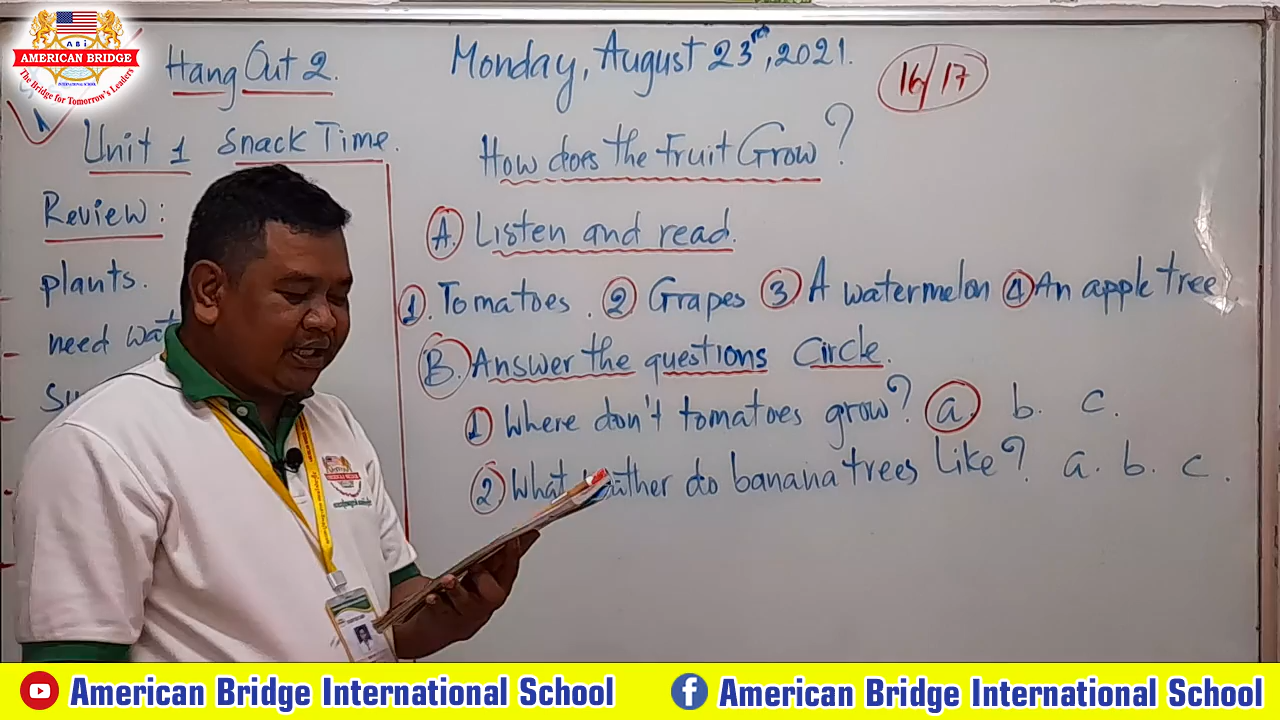 ABi
AMERICAN BRIDGE
INTERNATIONAL SCHOOL
The Bridge for Tomorrow's Leaders
Hang Out 2.
Monday, August 23rd, 2021.
16/17
Unit 1 Snack Time.
How does the Fruit Grow?
Review:
A. Listen and read.
plants.
1. Tomatoes. 2 Grapes 3 A watermelon 4 An apple tree
need
B. Answer the questions Circle.
1 Where don't tomatoes grow? a. b. c.
2 What do banana trees like? a. b. c.
American Bridge International School
American Bridge International School